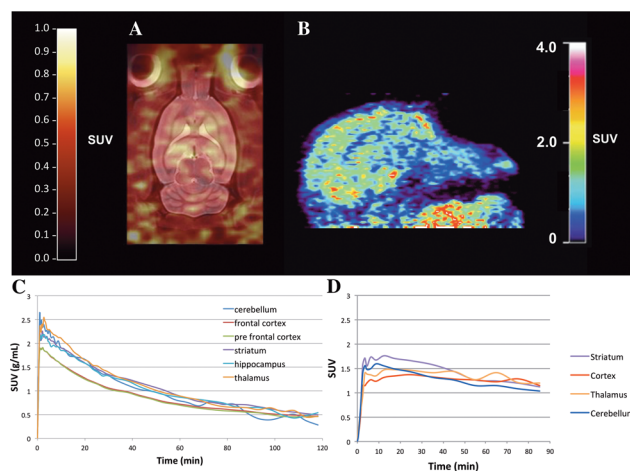 A
B
1.0
0.9
0.8
0.7
0.6
0.5
0.4
0.3
0.2
0.1
0.0
SUV
4.0
2.0
0
SUV
C
3
2.5
2
1.5
1
0.5
0
SUV (g/mL)
0 20 40 60 80 100 120
Time (min)
cerebellum
frontal cortex
pre frontal cortex
striatum
hippocampus
thalamus
D
3
2.5
2
1.5
1
0.5
0
SUV
0 10 20 30 40 50 60 70 80 90
Time (min)
Striatum
Cortex
Thalamus
Cerebellum